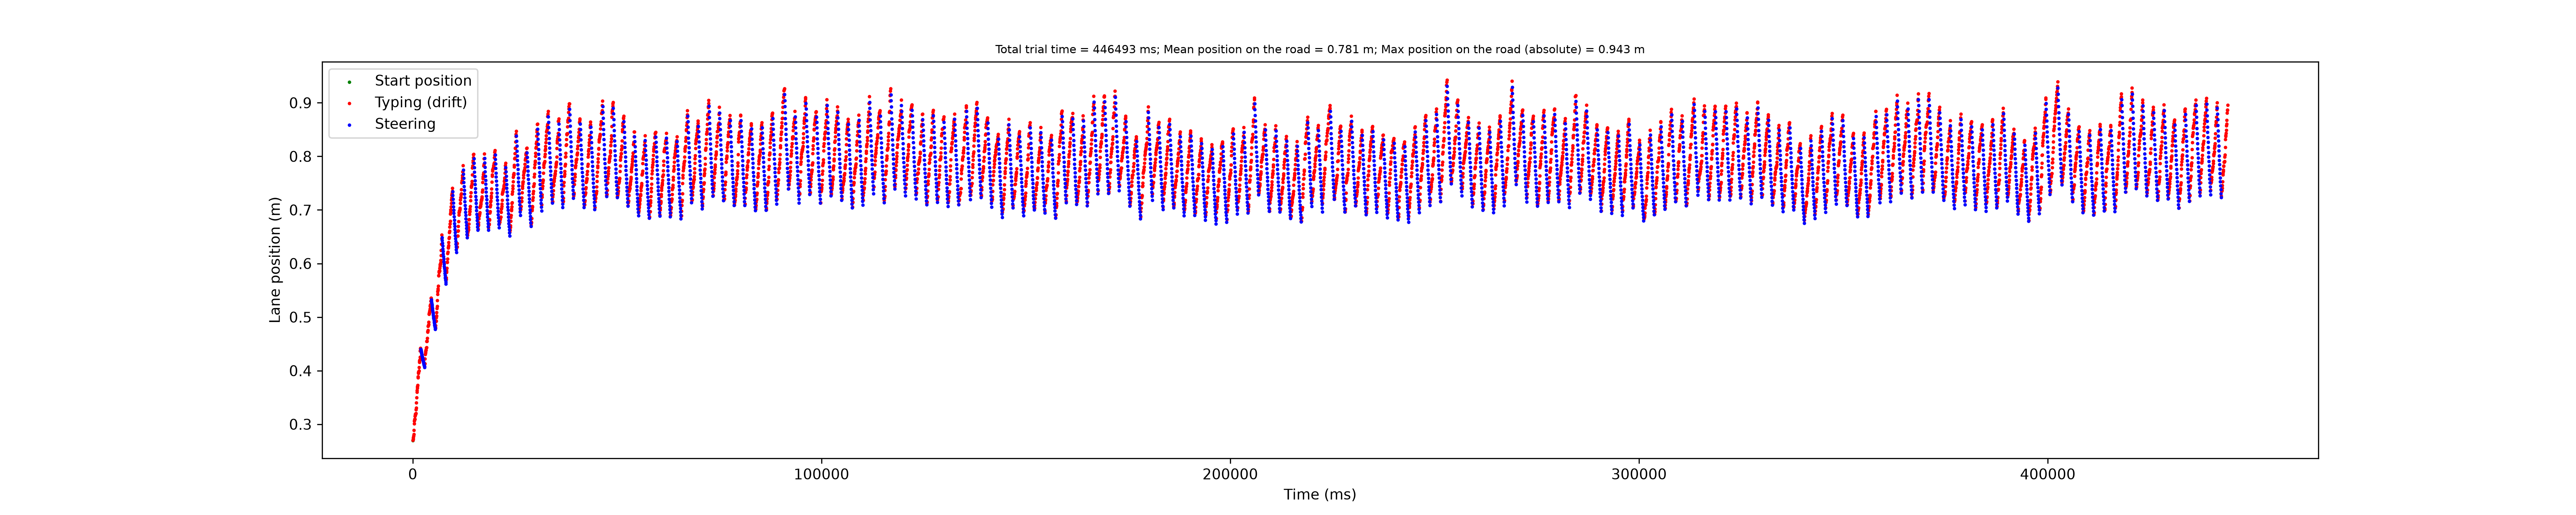 Total trial time = 446493 ms; Mean position on the road = 0.781 m; Max position on the road (absolute) = 0.943 m
Start position
Typing (drift)
Steering
Lane position (m)
0.9
0.8
0.7
0.6
0.5
0.4
0.3
0
100000
200000
300000
400000
Time (ms)